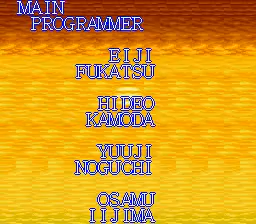 MAIN
PROGRAMMER
EIJI
FUKATSU
HIDEO
KAMODA
YUUJI
NOGUCHI
OSAMU
IIJIMA